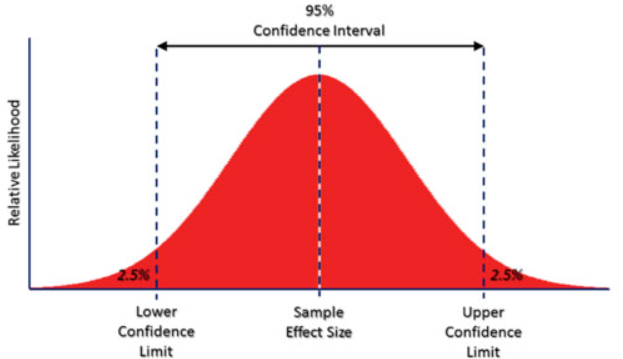 95%
Confidence Interval
Relative Likelihood
2.5%
2.5%
Lower
Confidence
Limit
Sample
Effect Size
Upper
Confidence
Limit